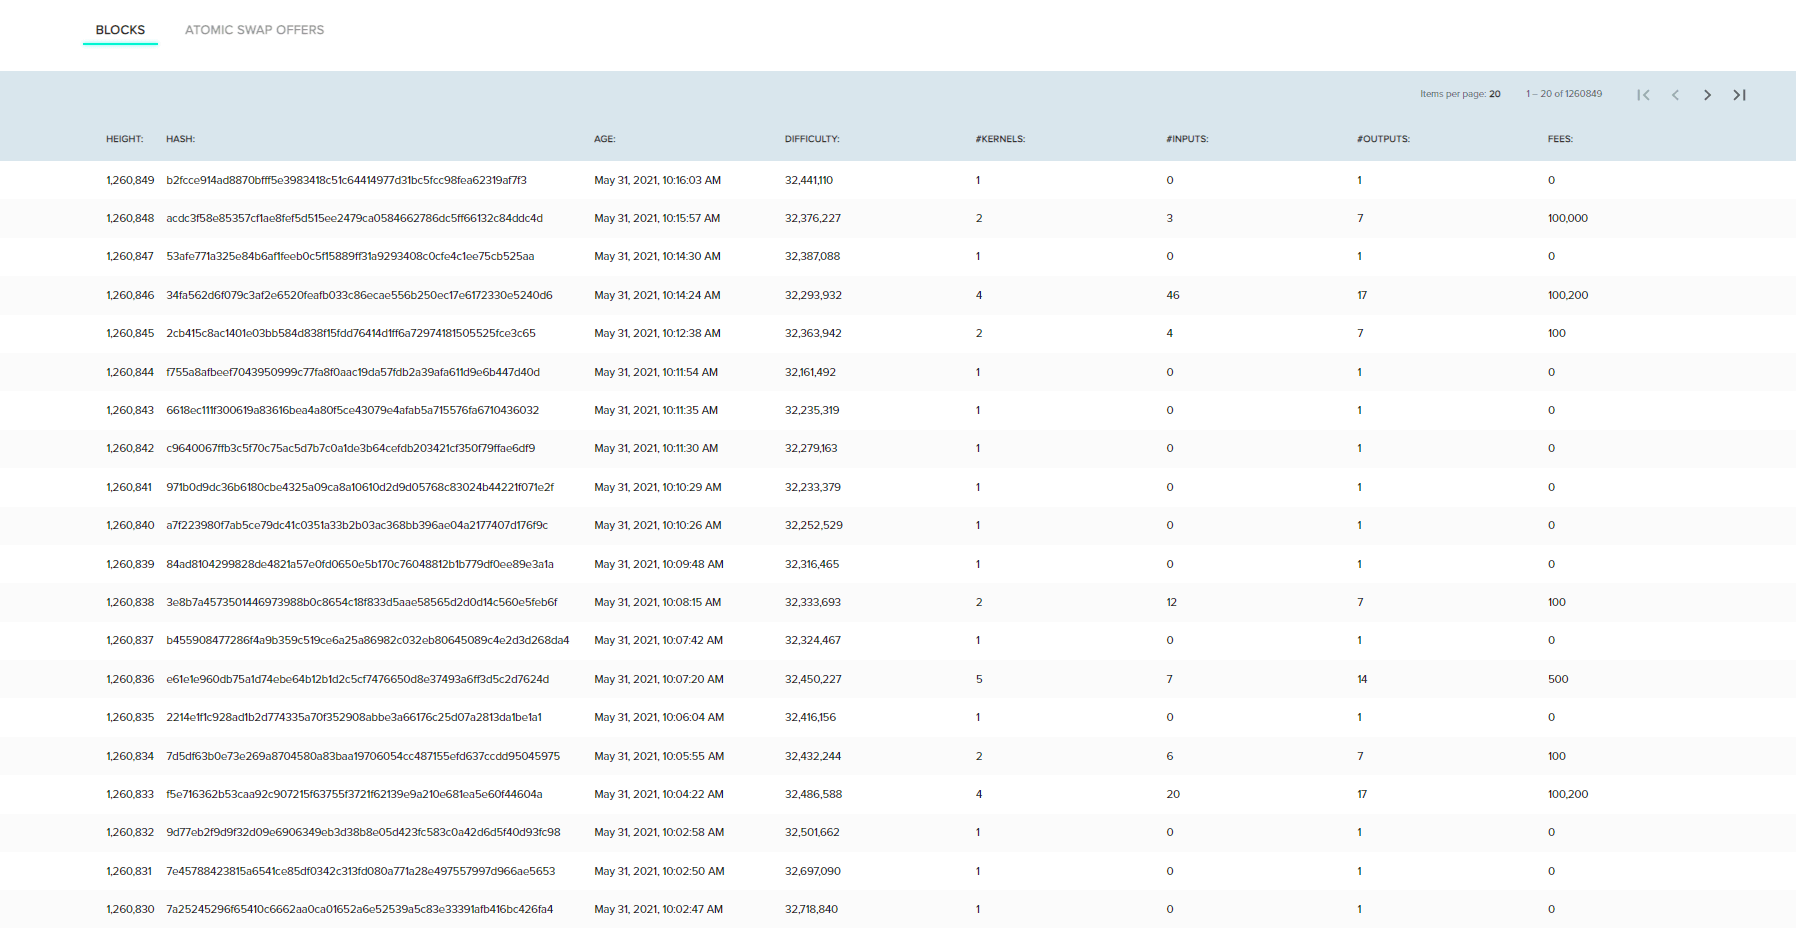 BLOCKS ATOMIC SWAP OFFERS
Items per page: 20 1 – 20 of 1260849
HEIGHT: HASH: AGE: DIFFICULTY: #KERNELS: #INPUTS: #OUTPUTS: FEES:
1,260,849 b2fcce914ad8870bfff5e3983418c51c64414977d31bc5fcc98fea62319af7f3 May 31, 2021, 10:16:03 AM 32,441,110 1 0 1 0
1,260,848 acdc3f58e85357cf1ae8fef5d515ee2479ca0584662786dc5ff66132c84ddc4d May 31, 2021, 10:15:57 AM 32,376,227 2 3 7 100,000
1,260,847 53afe771a325e84b6af1feeb0c5f15889ff31a9293408c0cfe4c1ee75cb525aa May 31, 2021, 10:14:30 AM 32,387,088 1 0 1 0
1,260,846 34fa562d6f079c3af2e6520feafb033c86ecae556b250ec17e6172330e5240d6 May 31, 2021, 10:14:24 AM 32,293,932 4 46 17 100,200
1,260,845 2cb415c8ac1401e03bb584d838f15fdd76414d1ff6a72974181505525fce3c65 May 31, 2021, 10:12:38 AM 32,363,942 2 4 7 100
1,260,844 f755a8afbeef7043950999c77fa8f0aac19da57fdb2a39afa611d9e6b447d40d May 31, 2021, 10:11:54 AM 32,161,492 1 0 1 0
1,260,843 6618ec111f300619a83616bea4a80f5ce43079e4afab5a715576fa6710436032 May 31, 2021, 10:11:35 AM 32,235,319 1 0 1 0
1,260,842 c9640067ffb3c5f70c75ac5d7b7c0a1de3b64cefdb203421cf350f79ffae6df9 May 31, 2021, 10:11:30 AM 32,279,163 1 0 1 0
1,260,841 971b0d9dc36b6180cbe4325a09ca8a10610d2d9d05768c83024b44221f071e2f May 31, 2021, 10:10:29 AM 32,233,379 1 0 1 0
1,260,840 a7f223980f7ab5ce79dc41c0351a33b2b03ac368bb396ae04a2177407d176f9c May 31, 2021, 10:10:26 AM 32,252,529 1 0 1 0
1,260,839 84ad8104299828de4821a57e0fd0650e5b170c76048812b1b779df0ee89e3a1a May 31, 2021, 10:09:48 AM 32,316,465 1 0 1 0
1,260,838 3e8b7a4573501446973988b0c8654c18f833d5aae58565d2d0d14c560e5feb6f May 31, 2021, 10:08:15 AM 32,333,693 2 12 7 100
1,260,837 b455908477286f4a9b359c519ce6a25a86982c032eb80645089c4e2d3d268da4 May 31, 2021, 10:07:42 AM 32,324,467 1 0 1 0
1,260,836 e61e1e960db75a1d74ebe64b12b1d2c5cf7476650d8e37493a6ff3d5c2d7624d May 31, 2021, 10:07:20 AM 32,450,227 5 7 14 500
1,260,835 2214e1f1c928ad1b2d774335a70f352908abbe3a66176c25d07a2813da1be1a1 May 31, 2021, 10:06:04 AM 32,416,156 1 0 1 0
1,260,834 7d5df63b0e73e269a8704580a83baa19706054cc487155efd637ccdd95045975 May 31, 2021, 10:05:55 AM 32,432,244 2 6 7 100
1,260,833 f5e716362b53caa92c907215f63755f3721f62139e9a210e681ea5e60f44604a May 31, 2021, 10:04:22 AM 32,486,588 4 20 17 100,200
1,260,832 9d77eb2f9d9f32d09e6906349eb3d38b8e05d423fc583c0a42d6d5f40d93fc98 May 31, 2021, 10:02:58 AM 32,501,662 1 0 1 0
1,260,831 7e45788423815a6541ce85df0342c313fd080a771a28e497557997d966ae5653 May 31, 2021, 10:02:50 AM 32,697,090 1 0 1 0
1,260,830 7a25245296f65410c6662aa0ca01652a6e52539a5c83e33391afb416bc426fa4 May 31, 2021, 10:02:47 AM 32,718,840 1 0 1 0